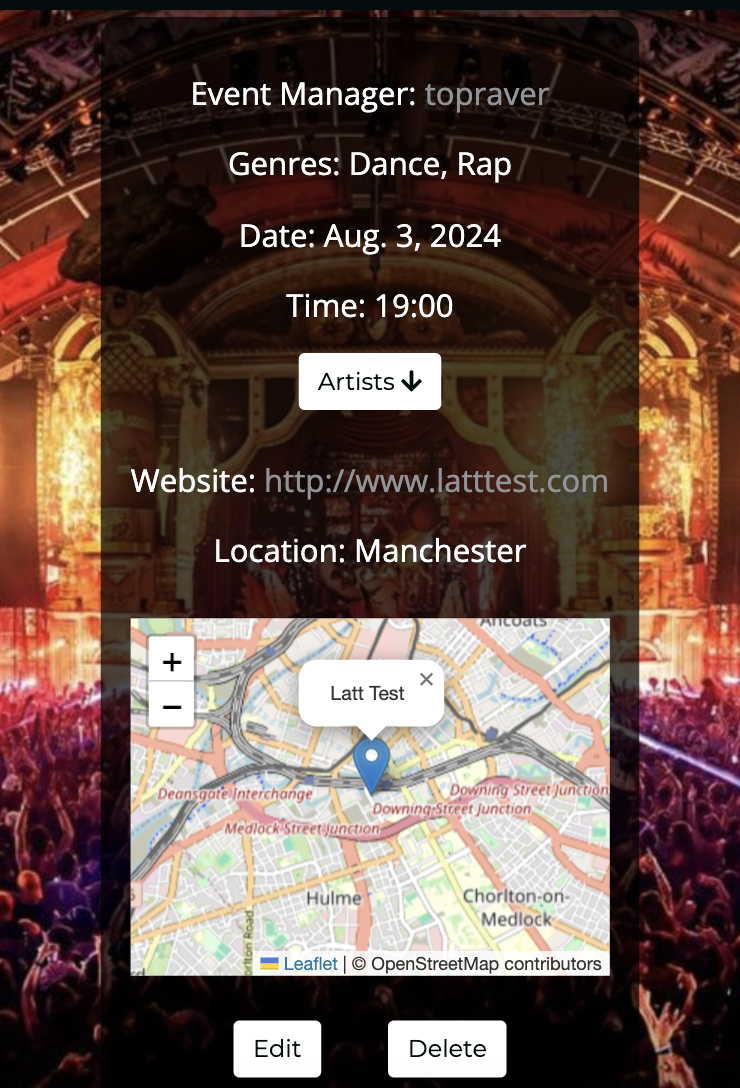 Event Manager: topraver
Genres: Dance, Rap
Date: Aug. 3, 2024
Time: 19:00
Artists
Website: http://www.latttest.com
Location: Manchester
Ancoats
+
Latt Test ×
−
Deansgate Interchange
Downing Street Junction
Downing Street Junction
Medlock Street Junction
Hulme
Chorlton-on-
Medlock
Leaflet | © OpenStreetMap contributors
Edit
Delete